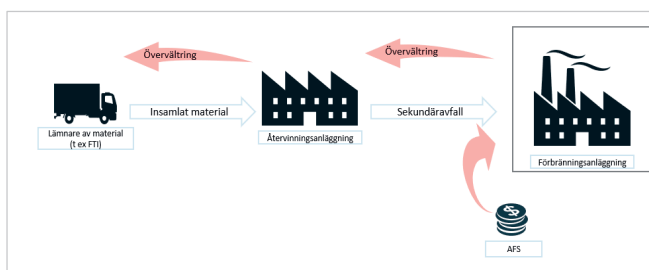 Övervältring
Övervältring
Insamlat material
Sekundäravfall
Lämnare av material
(t ex FTI)
Återvinningsanläggning
Förbränningsanläggning
AFS